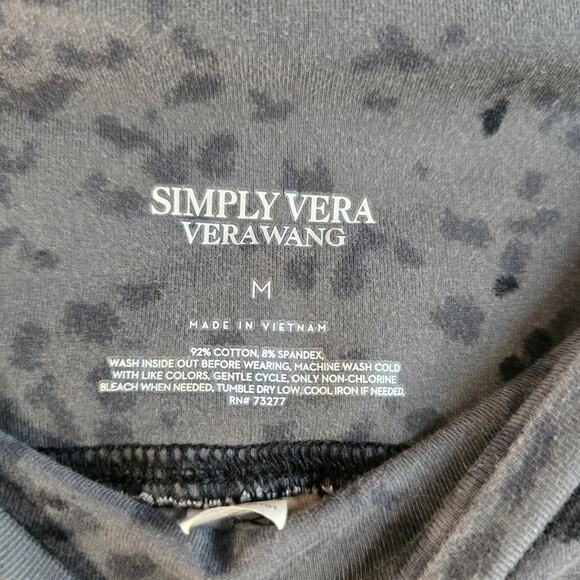 SIMPLY VERA
VERA WANG
M
MADE IN VIETNAM
92% COTTON, 8% SPANDEX,
WASH INSIDE OUT BEFORE WEARING, MACHINE WASH COLD
WITH LIKE COLORS, GENTLE CYCLE, ONLY NON-CHLORINE
BLEACH WHEN NEEDED, TUMBLE DRY LOW, COOL IRON IF NEEDED,
RN# 73277